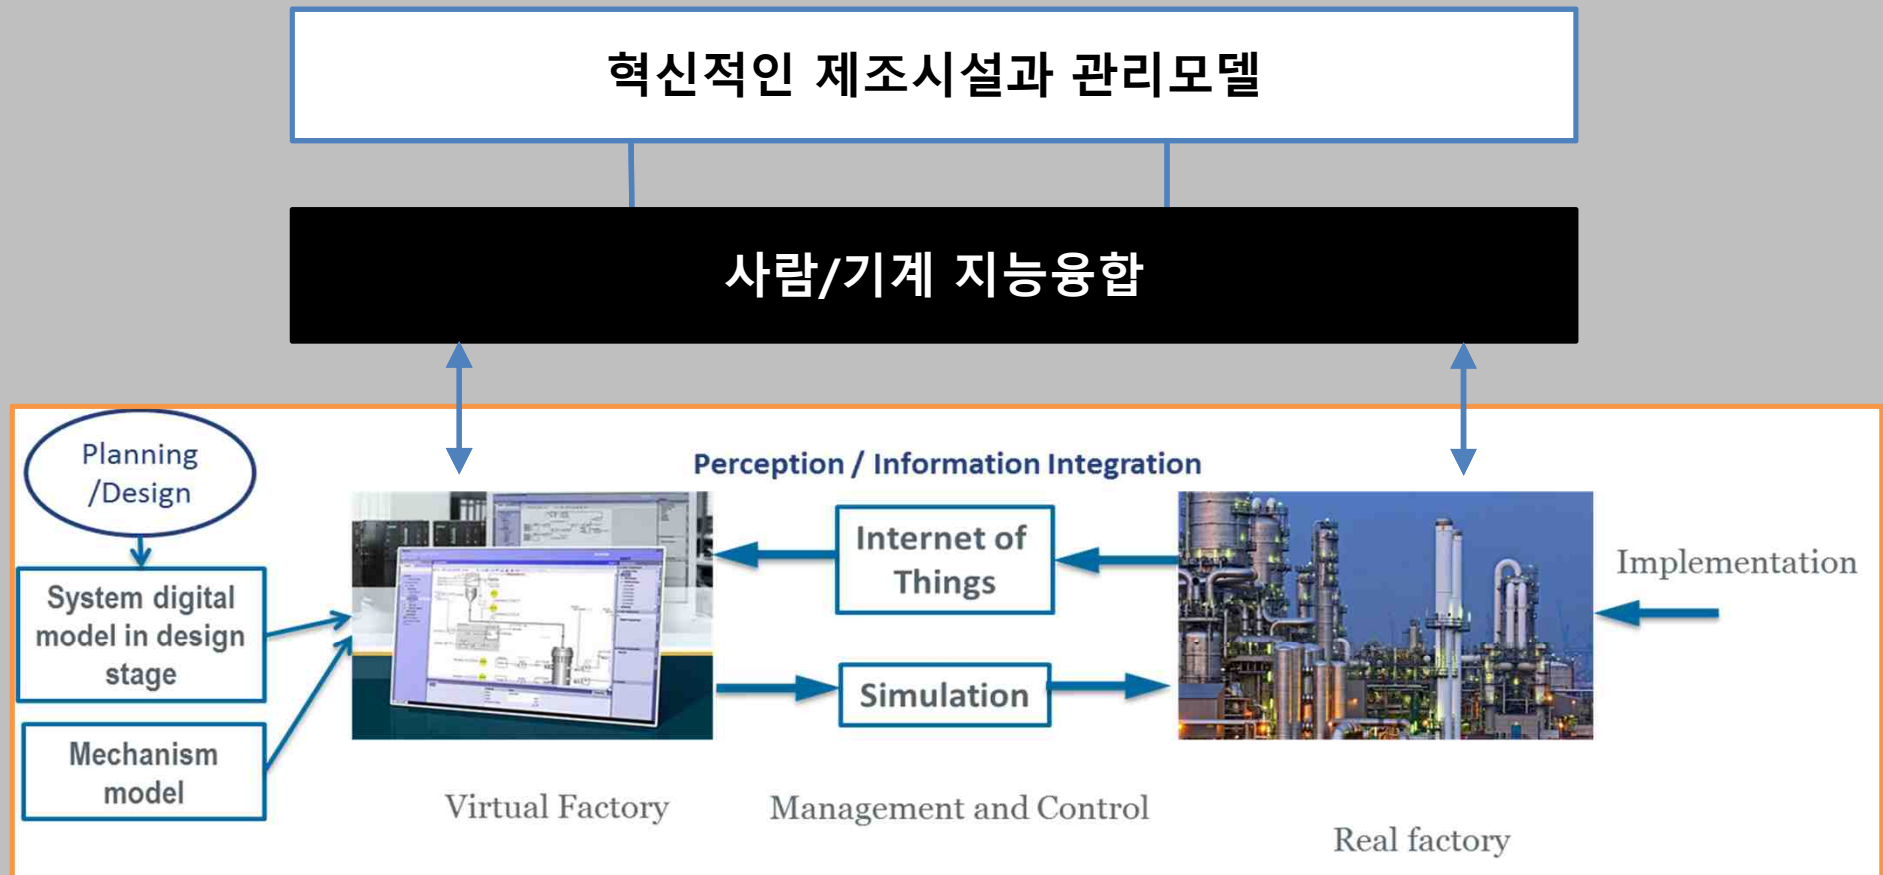 혁신적인 제조시설과 관리모델
사람/기계 지능융합
Planning
/Design
Perception / Information Integration
System digital
model in design
stage
Mechanism
model
Internet of
Things
Simulation
Implementation
Virtual Factory
Management and Control
Real factory